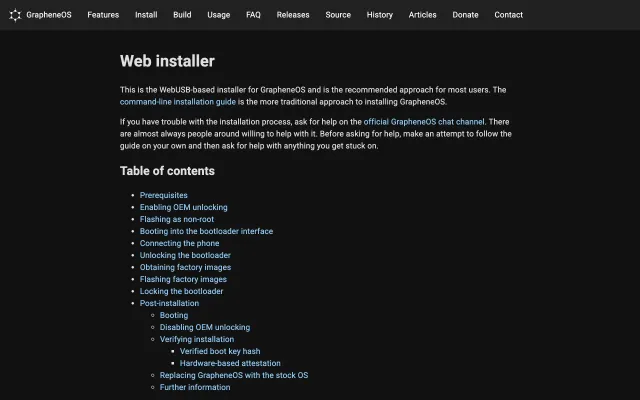 GrapheneOS Features Install Build Usage FAQ Releases Source History Articles Donate Contact
Web installer
This is the WebUSB-based installer for GrapheneOS and is the recommended approach for most users. The
command-line installation guide is the more traditional approach to installing GrapheneOS.
If you have trouble with the installation process, ask for help on the official GrapheneOS chat channel. There
are almost always people around willing to help with it. Before asking for help, make an attempt to follow the
guide on your own and then ask for help with anything you get stuck on.
Table of contents
• Prerequisites
• Enabling OEM unlocking
• Flashing as non-root
• Booting into the bootloader interface
• Connecting the phone
• Unlocking the bootloader
• Obtaining factory images
• Flashing factory images
• Locking the bootloader
• Post-installation
◦ Booting
◦ Disabling OEM unlocking
◦ Verifying installation
▪ Verified boot key hash
▪ Hardware-based attestation
◦ Replacing GrapheneOS with the stock OS
◦ Further information